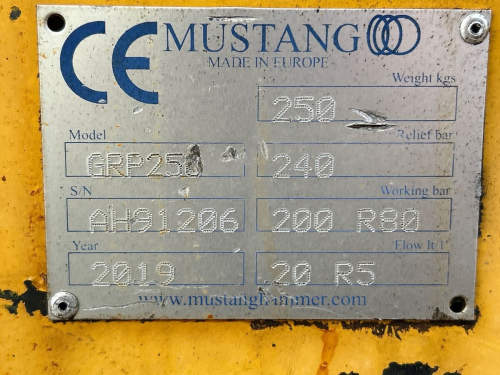 CE MUSTANG
MADE IN EUROPE
Weight kgs
250
Model Relief bar
GRP250 240
S/N Working bar
AH91206 200 R80
Year Flow lt/1'
2019 20 R5
www.mustanghammer.com